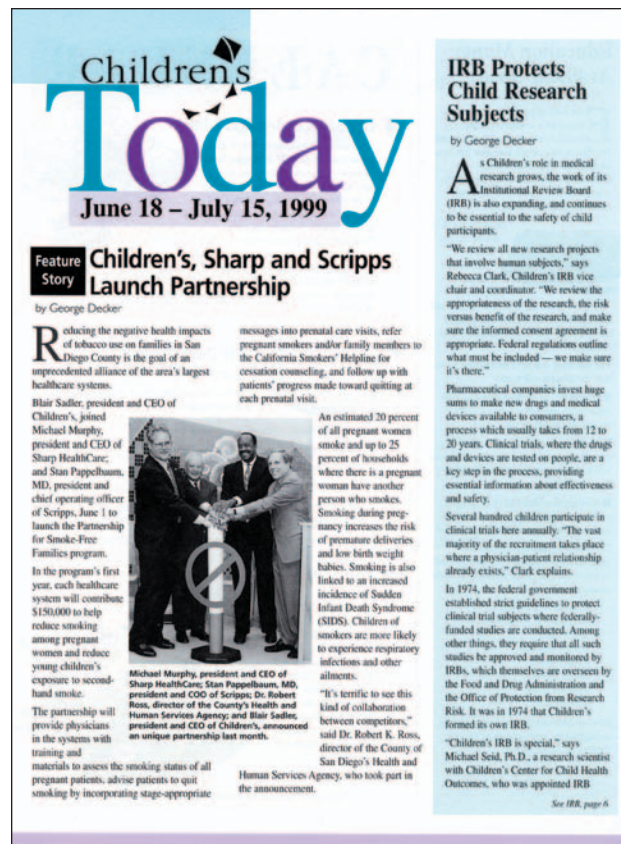 Children's
Today
June 18 – July 15, 1999
Feature
Story
Children's, Sharp and Scripps
Launch Partnership
by George Decker
Reducing the negative health impacts
of tobacco use on families in San
Diego County is the goal of an
unprecedented alliance of the area's largest
healthcare systems.
Blair Sadler, president and CEO of
Children's, joined
Michael Murphy,
president and CEO of
Sharp HealthCare;
and Stan Pappelbaum,
MD, president and
chief operating officer
of Scripps, June 1 to
launch the Partnership
for Smoke-Free
Families program.
In the program's first
year, each healthcare
system will contribute
$150,000 to help
reduce smoking
among pregnant
women and reduce
young children's
exposure to second-
hand smoke.
The partnership will
provide physicians
in the systems with
training and
materials to assess the smoking status of all
pregnant patients, advise patients to quit
smoking by incorporating stage-appropriate
messages into prenatal care visits, refer
pregnant smokers and/or family members to
the California Smokers' Helpline for
cessation counseling, and follow up with
patients' progress made toward quitting at
each prenatal visit.
An estimated 20 percent
of all pregnant women
smoke and up to 25
percent of households
where there is a pregnant
woman have another
person who smokes.
Smoking during preg-
nancy increases the risk
of premature deliveries
and low birth weight
babies. Smoking is also
linked to an increased
incidence of Sudden
Infant Death Syndrome
(SIDS). Children of
smokers are more likely
to experience respiratory
infections and other
ailments.
"It's terrific to see this
kind of collaboration
between competitors,"
said Dr. Robert K. Ross,
director of the County of
San Diego's Health and
Human Services Agency, who took part in
the announcement.
Michael Murphy, president and CEO of
Sharp HealthCare; Stan Pappelbaum, MD,
president and COO of Scripps; Dr. Robert
Ross, director of the County's Health and
Human Services Agency; and Blair Sadler,
president and CEO of Children's, announced
an unique partnership last month.
IRB Protects
Child Research
Subjects
by George Decker
As Children's role in medical
research grows, the work of its
Institutional Review Board
(IRB) is also expanding, and continues
to be essential to the safety of child
participants.
"We review all new research projects
that involve human subjects," says
Rebecca Clark, Children's IRB vice
chair and coordinator. "We review the
appropriateness of the research, the risk
versus benefit of the research, and make
sure the informed consent agreement is
appropriate. Federal regulations outline
what must be included — we make sure
it's there."
Pharmaceutical companies invest huge
sums to make new drugs and medical
devices available to consumers, a
process which usually takes from 12 to
20 years. Clinical trials, where the drugs
and devices are tested on people, are a
key step in the process, providing
essential information about effectiveness
and safety.
Several hundred children participate in
clinical trials here annually. "The vast
majority of the recruitment takes place
where a physician-patient relationship
already exists," Clark explains.
In 1974, the federal government
established strict guidelines to protect
clinical trial subjects where federally-
funded studies are conducted. Among
other things, they require that all such
studies be approved and monitored by
IRBs, which themselves are overseen by
the Food and Drug Administration and
the Office of Protection from Research
Risk. It was in 1974 that Children's
formed its own IRB.
"Children's IRB is special," says
Michael Seid, Ph.D., a research scientist
with Children's Center for Child Health
Outcomes, who was appointed IRB
See IRB, page 6